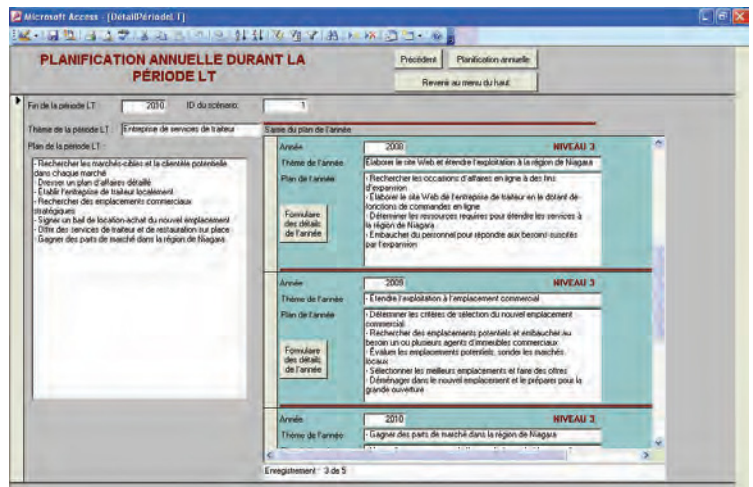 Microsoft Access - [DétailPériodeLT]
PLANIFICATION ANNUELLE DURANT LA
PÉRIODE LT
Précédent
Planification annuelle
Revenir au menu du haut
Fin de la période LT
2010
ID du scénario:
1
Thème de la période LT :
Entreprise de services de traiteur
Plan de la période LT :
- Rechercher les marchés-cibles et la clientèle potentielle
dans chaque marché
- Dresser un plan d'affaires détaillé
- Établir l'entreprise de traiteur localement
- Rechercher des emplacements commerciaux
stratégiques
- Signer un bail de location-achat du nouvel emplacement
- Offrir des services de traiteur et de restauration sur place
- Gagner des parts de marché dans la région de Niagara
Saisie du plan de l'année
Année
2008
NIVEAU 3
Thème de l'année
Élaborer le site Web et étendre l'exploitation à la région de Niagara
Plan de l'année
- Rechercher les occasions d'affaires en ligne à des fins
d'expansion
- Élaborer le site Web de l'entreprise de traiteur en le dotant de
fonctions de commandes en ligne
- Déterminer les ressources requises pour étendre les services à
la région de Niagara
- Embaucher du personnel pour répondre aux besoins suscités
par l'expansion
Formulaire
des détails
de l'année
Année
2009
NIVEAU 3
Thème de l'année
- Étendre l'exploitation à l'emplacement commercial
Plan de l'année
- Déterminer les critères de sélection du nouvel emplacement
commercial
- Rechercher des emplacements potentiels et embaucher au
besoin un ou plusieurs agents d'immeubles commerciaux
- Évaluer les emplacements potentiels, sonder les marchés
locaux
- Sélectionner les meilleurs emplacements et faire des offres
- Déménager dans le nouvel emplacement et le préparer pour la
grande ouverture
Formulaire
des détails
de l'année
Année
2010
NIVEAU 3
Thème de l'année
- Gagner des parts de marché dans la région de Niagara
Enregistrement : 3 de 5